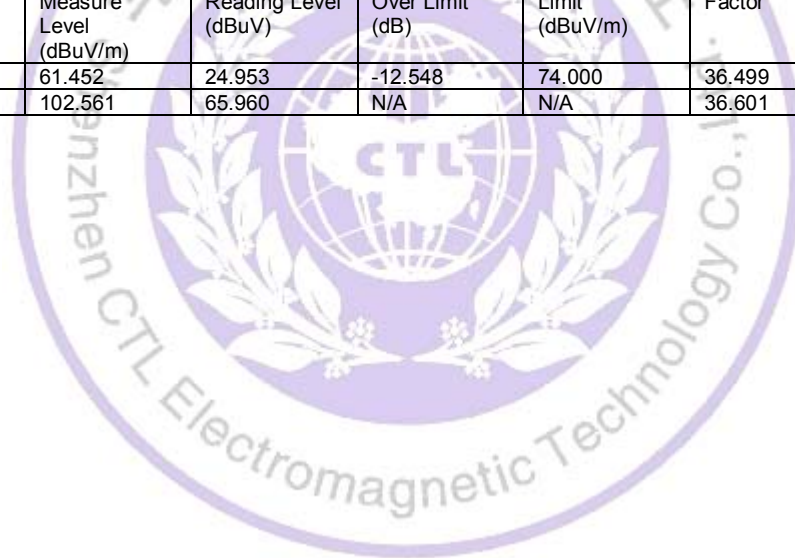 Measure Level (dBuV/m) Reading Level (dBuV) Over Limit (dB) Limit (dBuV/m) Factor
61.452 24.953 -12.548 74.000 36.499
102.561 65.960 N/A N/A 36.601
CTL
Shenzhen CTL Electromagnetic Technology Co.,